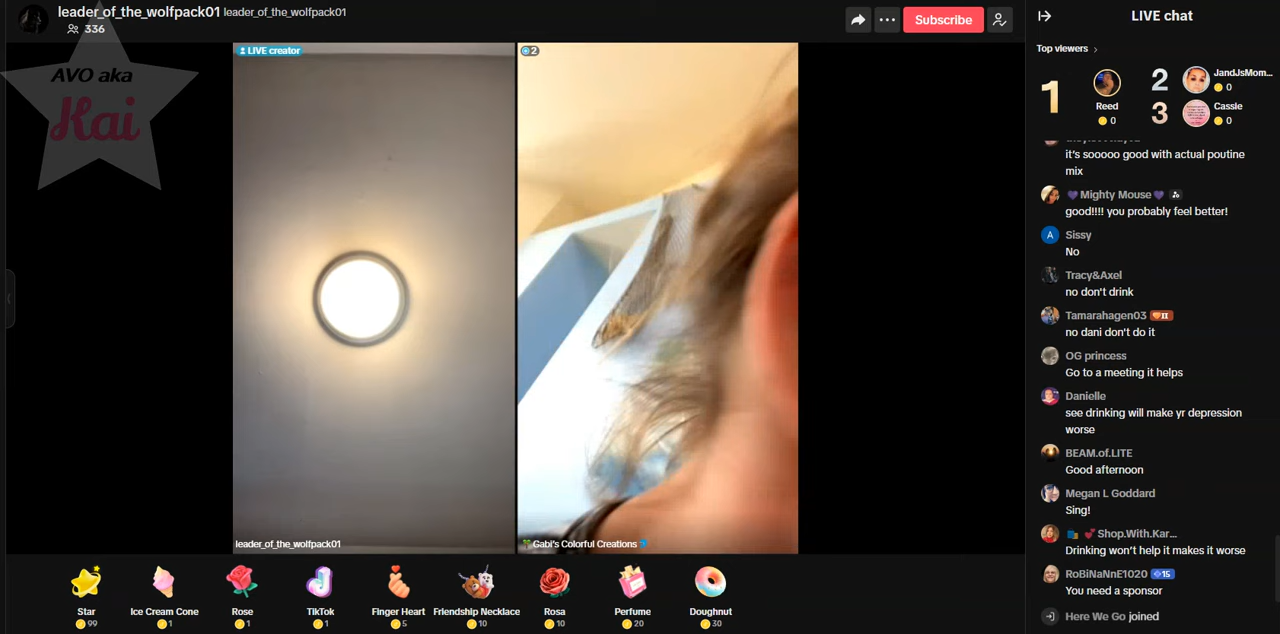 leader_of_the_wolfpack01 leader_of_the_wolfpack01
336
AVO aka
Kai
Subscribe
LIVE creator
2
leader_of_the_wolfpack01
Gabi's Colorful Creations
Star
99
Ice Cream Cone
1
Rose
1
TikTok
1
Finger Heart
5
Friendship Necklace
10
Rosa
10
Perfume
20
Doughnut
30
LIVE chat
Top viewers
1
Reed
0
2
JandJsMom...
0
3
Cassie
0
it's sooooo good with actual poutine
mix
Mighty Mouse
good!!!! you probably feel better!
A
Sissy
No
Tracy&Axel
no don't drink
Tamarahagen03 II
no dani don't do it
OG princess
Go to a meeting it helps
Danielle
see drinking will make yr depression
worse
BEAM.of.LITE
Good afternoon
Megan L Goddard
Sing!
Shop.With.Kar...
Drinking won't help it makes it worse
RoBiNaNnE1020 15
You need a sponsor
Here We Go joined